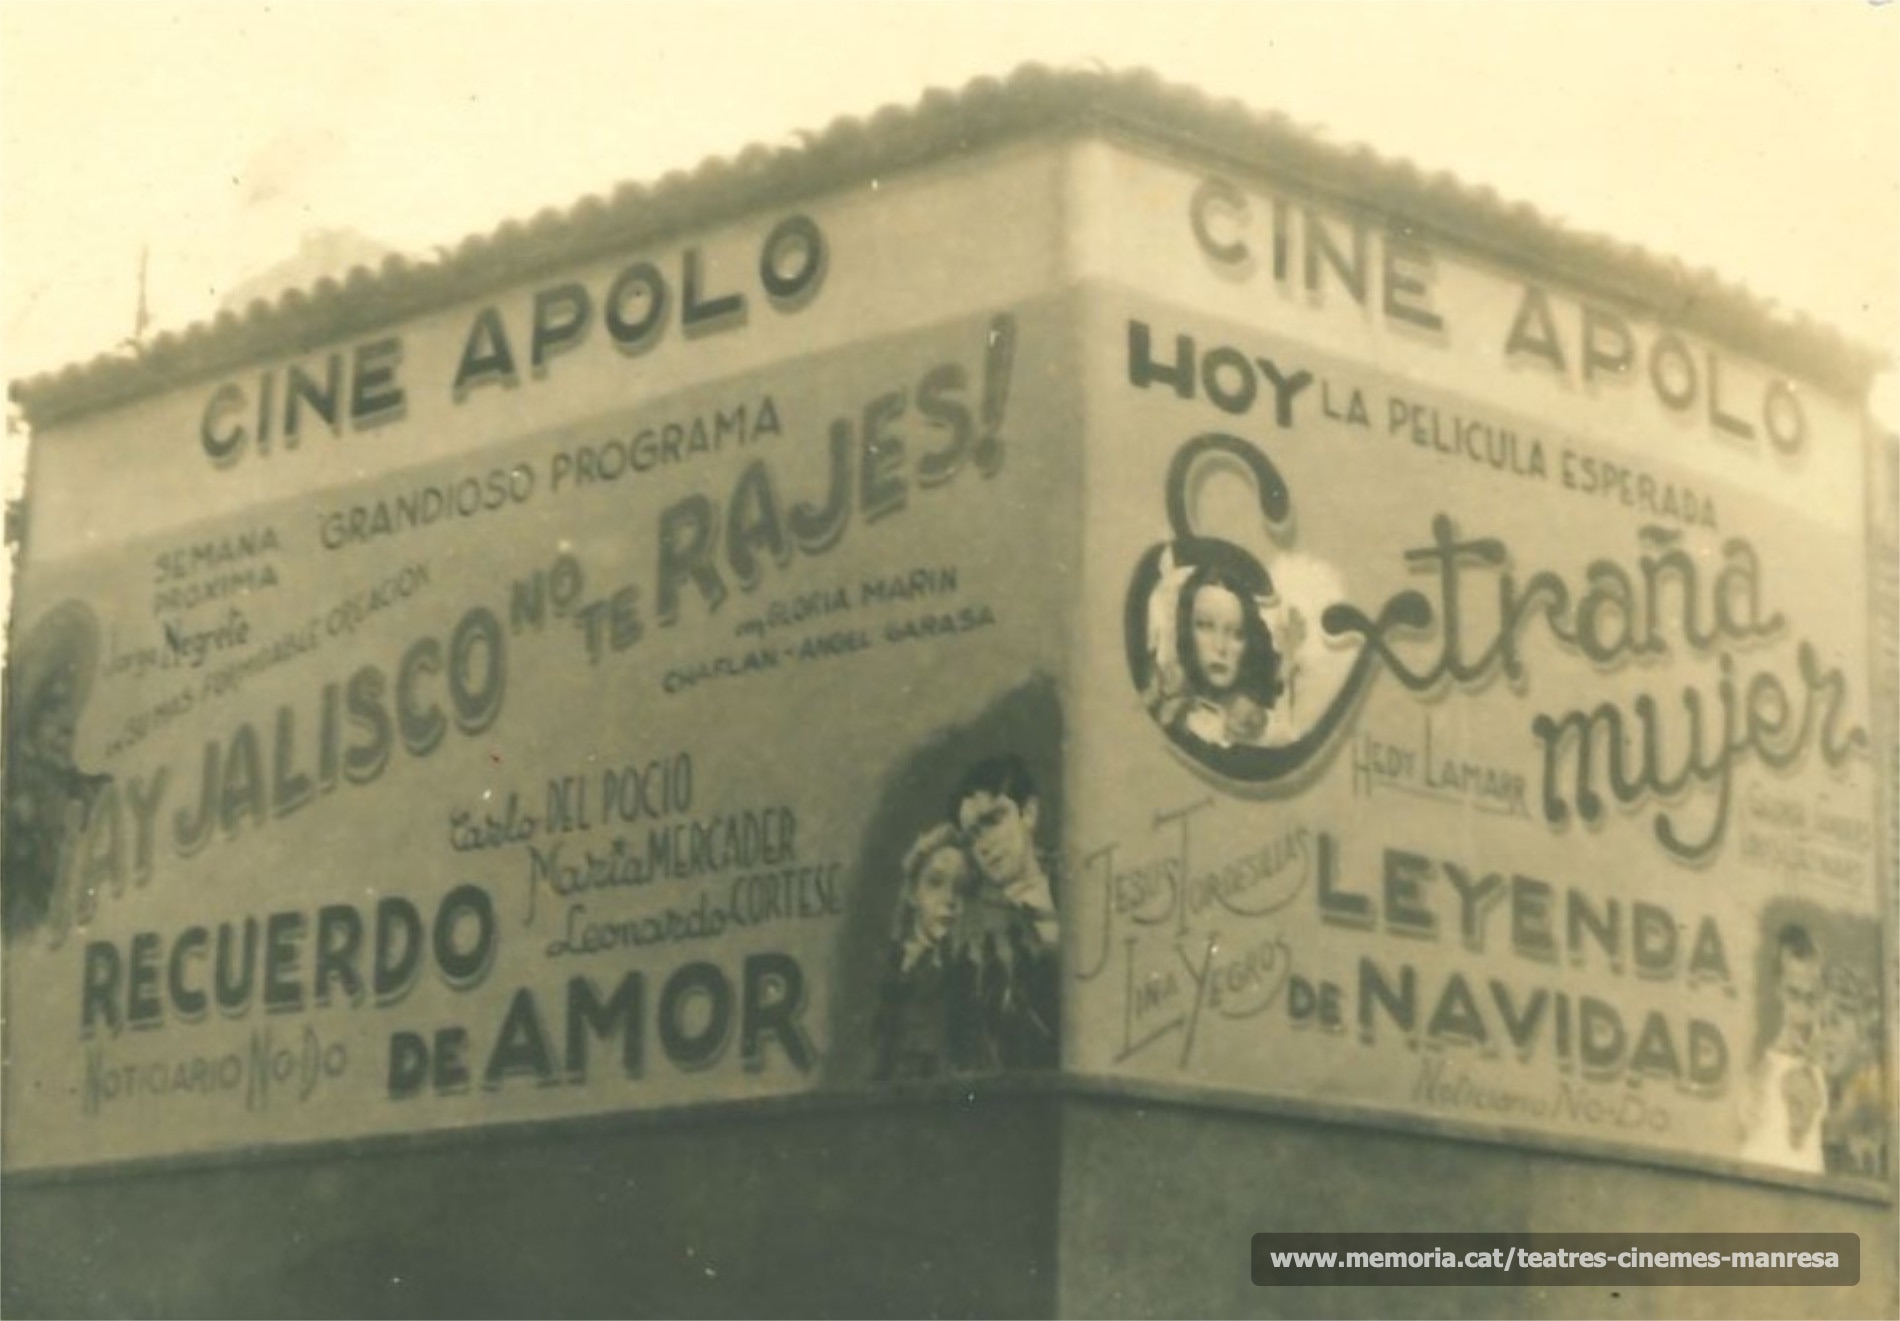 CINE APOLO
SEMANA
PROXIMA
GRANDIOSO PROGRAMA
Jorge Negrete
EN SU MAS FORMIDABLE CREACION
¡AY JALISCO NO TE RAJES!
GLORIA MARIN
CHAFLAN - ANGEL GARASA
Carlo DEL POCIO
Maria MERCADER
Leonardo CORTESE
RECUERDO
DE AMOR
NOTICIARIO NO-DO
CINE APOLO
HOY LA PELICULA ESPERADA
Extraña
mujer
HEDY LAMARR
JESUS TORDESILLAS
LINA YEGROS
LEYENDA
DE NAVIDAD
Noticiario No-Do
www.memoria.cat/teatres-cinemes-manresa